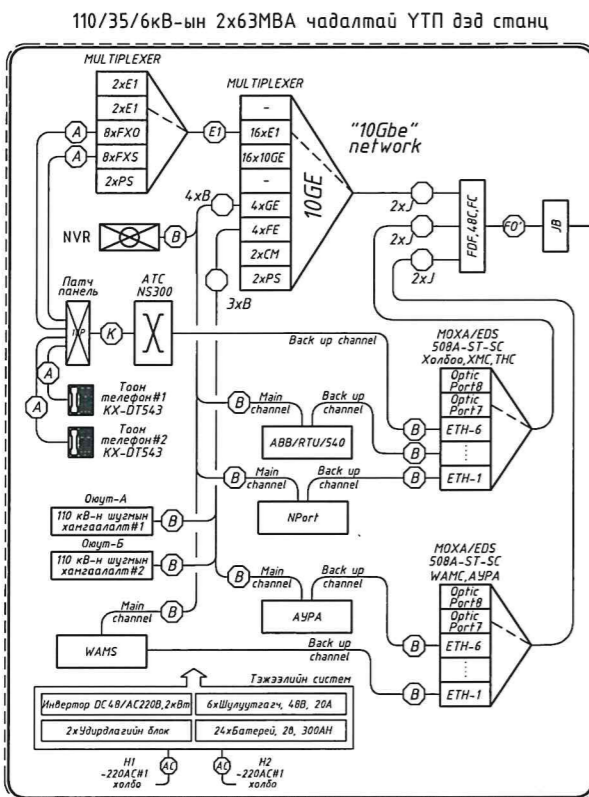 110/35/6кВ-ын 2x63МВА чадалтай ҮТП дэд станц
MULTIPLEXER
2xE1
2xE1
8xFXO
8xFXS
2xPS
A
A
E1
MULTIPLEXER
-
16xE1
16x10GE
-
4xGE
4xFE
2xCM
2xPS
10GE
"10Gbe"
network
2xJ
2xJ
2xJ
FDF,48C,FC
FO'
JB
NVR
B
4xB
3xB
Патч
панель
K
АТС
NS300
Back up channel
A
A
Тоон
телефон#1
KX-DT543
Тоон
телефон#2
KX-DT543
MOXA/EDS
508A-ST-SC
Холбоо,ХМС,ТНС
Optic
Port8
Optic
Port7
ETH-6
ETH-1
B
B
B
B
Main
channel
Back up
channel
ABB/RTU/540
B
Main
channel
Back up
channel
NPort
Оюут-А
110 кВ-н шугмын
хамгаалалт#1
B
Оюут-Б
110 кВ-н шугмын
хамгаалалт#2
B
B
Main
channel
Back up
channel
АУРА
MOXA/EDS
508A-ST-SC
WAMC,АУРА
Optic
Port8
Optic
Port7
ETH-6
ETH-1
B
B
Main
channel
B
WAMS
Back up
channel
Тэжээлийн систем
Инвертор DC48/AC220В,2кВт
6xШулуутгагч, 48В, 20А
2xУдирдлагийн блок
24xБатерей, 2в, 300АН
AC
AC
H1
-220AC#1
холбо
H2
-220AC#1
холбо